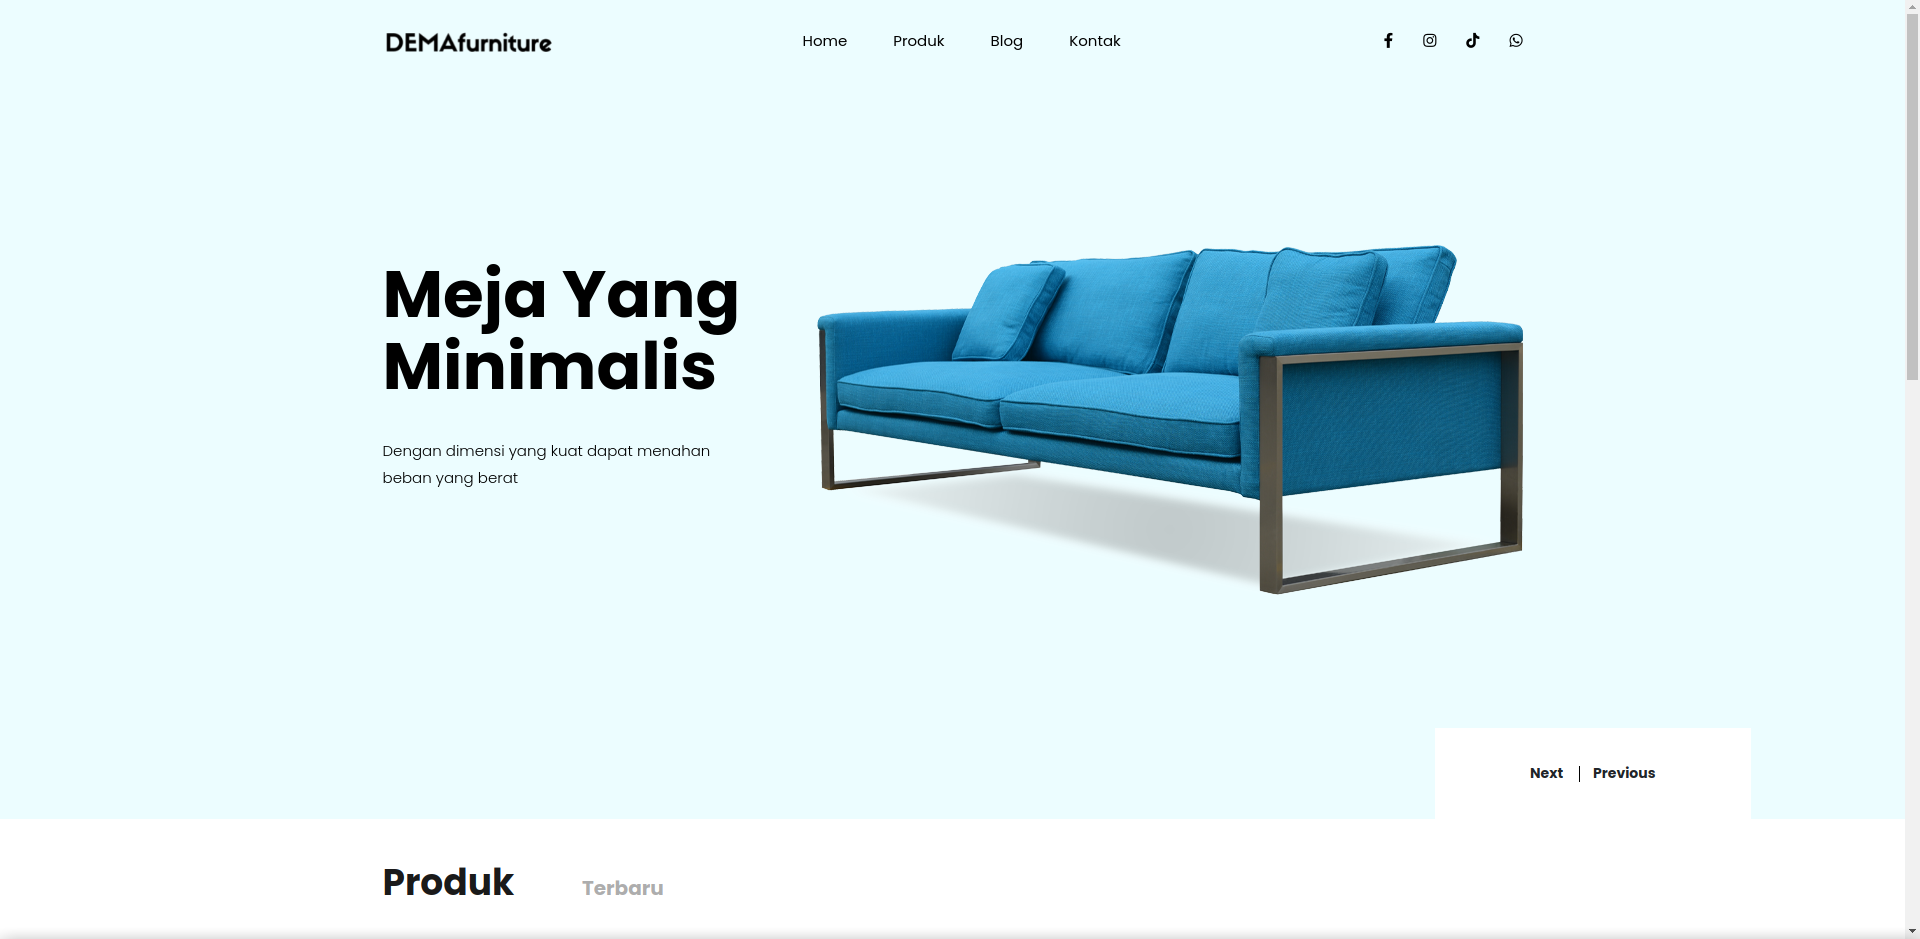 DEMAfurniture
Home Produk Blog Kontak
Meja Yang
Minimalis
Dengan dimensi yang kuat dapat menahan
beban yang berat
Next | Previous
Produk Terbaru